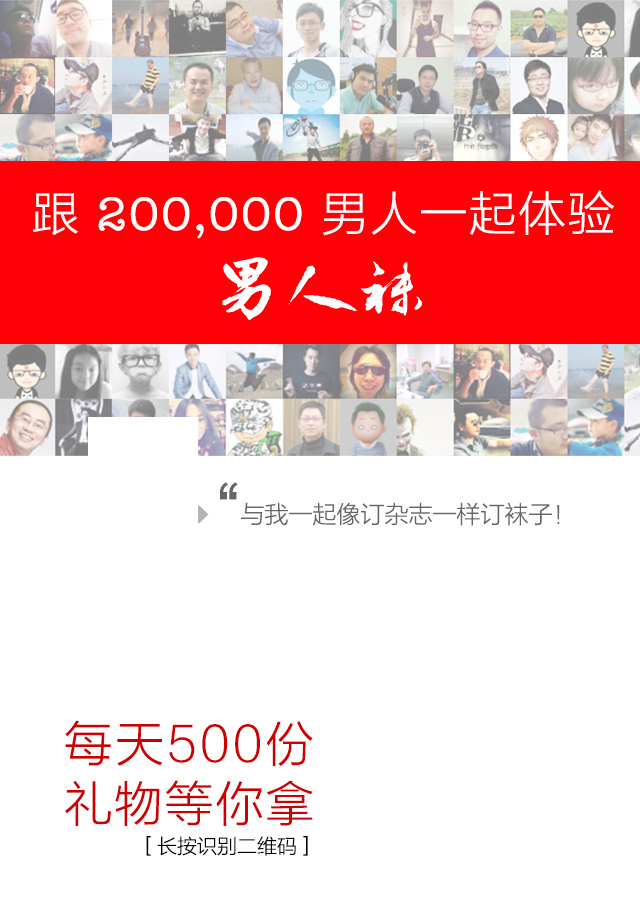 跟 200,000 男人一起体验
男人袜
“与我一起像订杂志一样订袜子!
每天500份
礼物等你拿
[ 长按识别二维码 ]